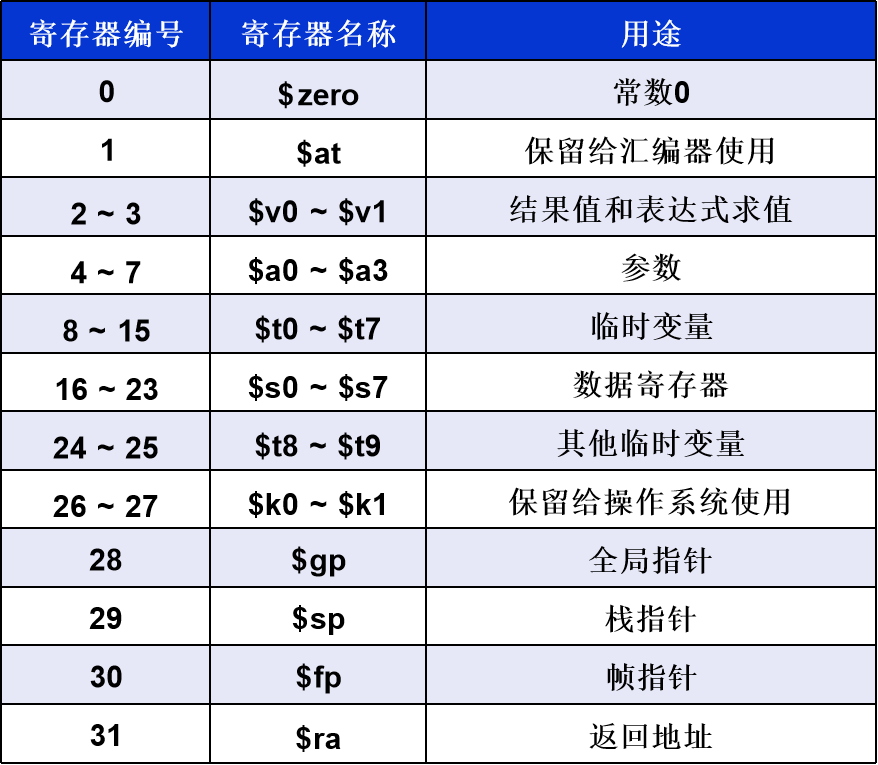 寄存器编号 寄存器名称 用途
0 $zero 常数0
1 $at 保留给汇编器使用
2 ~ 3 $v0 ~ $v1 结果值和表达式求值
4 ~ 7 $a0 ~ $a3 参数
8 ~ 15 $t0 ~ $t7 临时变量
16 ~ 23 $s0 ~ $s7 数据寄存器
24 ~ 25 $t8 ~ $t9 其他临时变量
26 ~ 27 $k0 ~ $k1 保留给操作系统使用
28 $gp 全局指针
29 $sp 栈指针
30 $fp 帧指针
31 $ra 返回地址